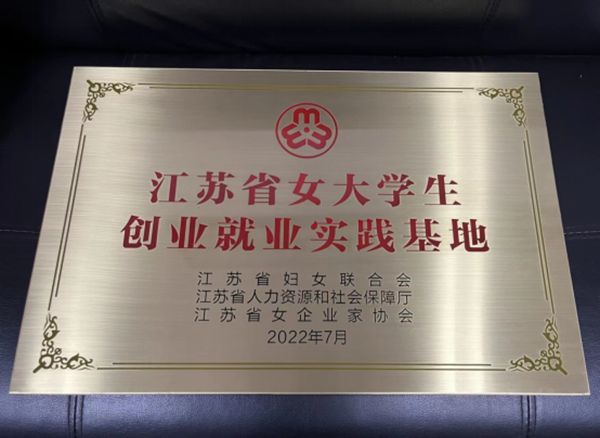 江苏省女大学生
创业就业实践基地
江苏省妇女联合会
江苏省人力资源和社会保障厅
江苏省女企业家协会
2022年7月